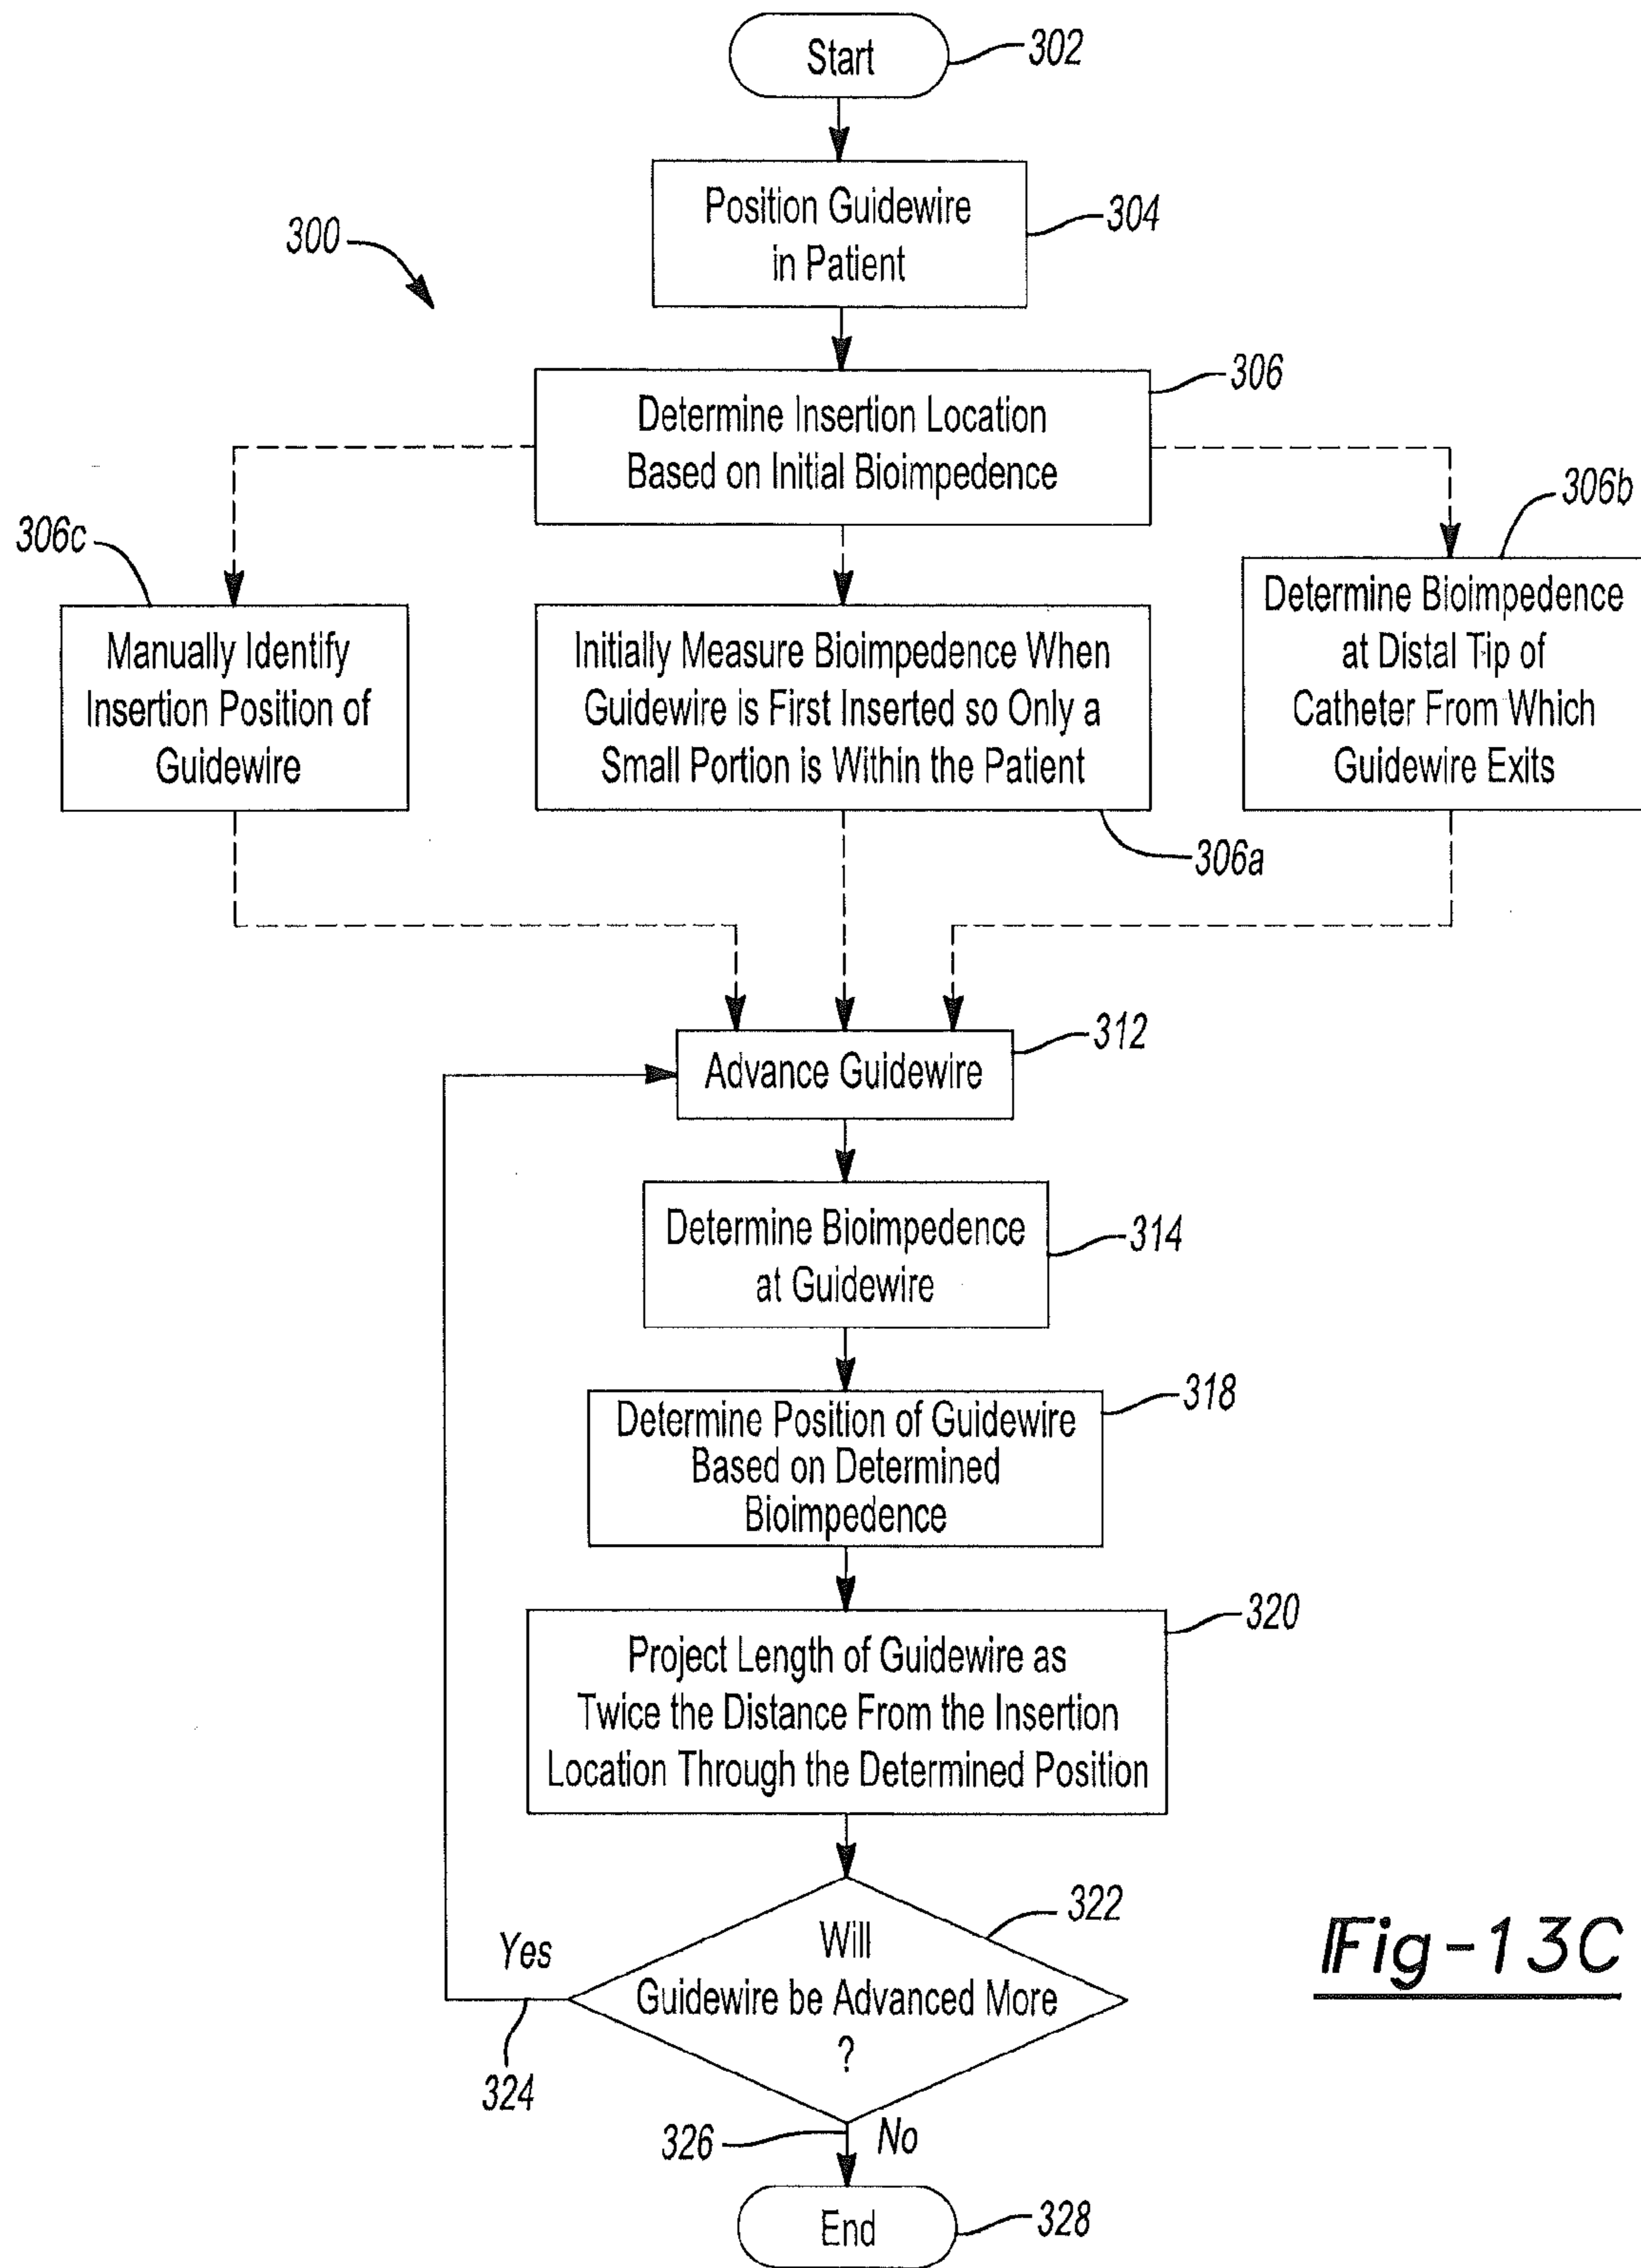 Start
302
Position Guidewire
in Patient
304
300
Determine Insertion Location
Based on Initial Bioimpedence
306
306c
Manually Identify
Insertion Position of
Guidewire
Initially Measure Bioimpedence When
Guidewire is First Inserted so Only a
Small Portion is Within the Patient
306a
306b
Determine Bioimpedence
at Distal Tip of
Catheter From Which
Guidewire Exits
Advance Guidewire
312
Determine Bioimpedence
at Guidewire
314
Determine Position of Guidewire
Based on Determined
Bioimpedence
318
Project Length of Guidewire as
Twice the Distance From the Insertion
Location Through the Determined Position
320
Will
Guidewire be Advanced More
?
322
Yes
324
326
No
End
328
Fig-13C